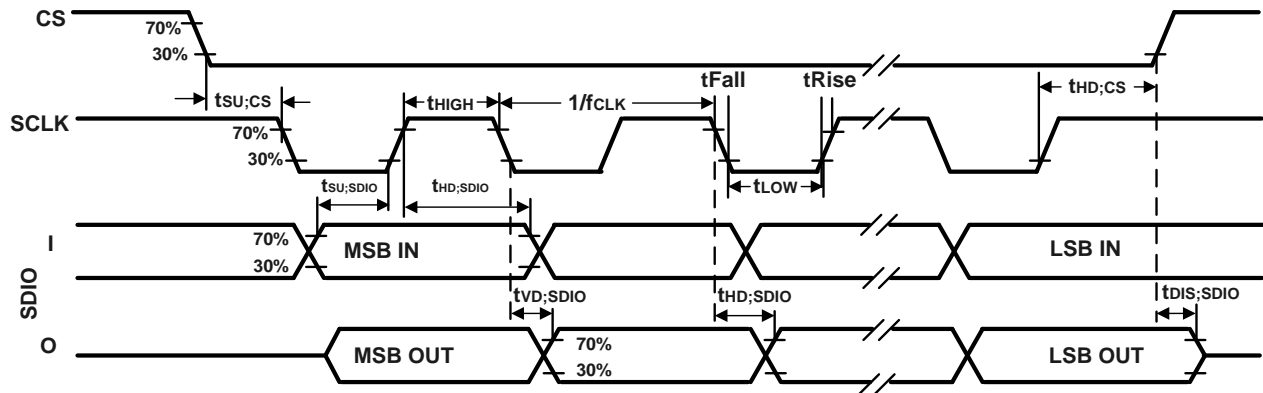 CS
70%
30%
tSU;CS
tHIGH
1/fCLK
tFall
tRise
tHD;CS
SCLK
70%
30%
tSU;SDIO
tHD;SDIO
tLOW
SDIO
I
70%
30%
MSB IN
LSB IN
tVD;SDIO
tHD;SDIO
tDIS;SDIO
O
MSB OUT
70%
30%
LSB OUT